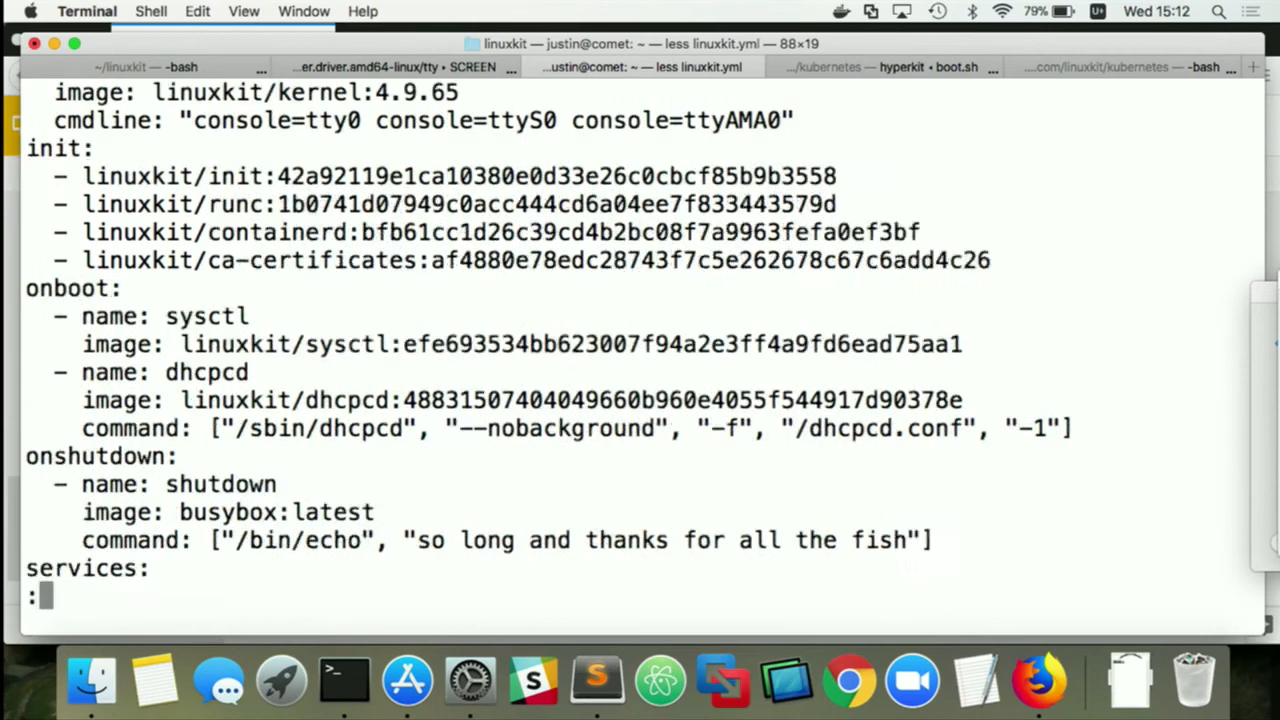 Terminal Shell Edit View Window Help 79% U+ Wed 15:12
linuxkit — justin@comet: ~ — less linuxkit.yml — 88×19
~/linuxkit — -bash ... ...er.driver.amd64-linux/tty • SCREEN ... ...ustin@comet: ~ — less linuxkit.yml .../kubernetes — hyperkit • boot.sh ... ....com/linuxkit/kubernetes — -bash ... +
image: linuxkit/kernel:4.9.65
cmdline: "console=tty0 console=ttyS0 console=ttyAMA0"
init:
- linuxkit/init:42a92119e1ca10380e0d33e26c0cbcf85b9b3558
- linuxkit/runc:1b0741d07949c0acc444cd6a04ee7f833443579d
- linuxkit/containerd:bfb61cc1d26c39cd4b2bc08f7a9963fefa0ef3bf
- linuxkit/ca-certificates:af4880e78edc28743f7c5e262678c67c6add4c26
onboot:
- name: sysctl
image: linuxkit/sysctl:efe693534bb623007f94a2e3ff4a9fd6ead75aa1
- name: dhcpcd
image: linuxkit/dhcpcd:48831507404049660b960e4055f544917d90378e
command: ["/sbin/dhcpcd", "--nobackground", "-f", "/dhcpcd.conf", "-1"]
onshutdown:
- name: shutdown
image: busybox:latest
command: ["/bin/echo", "so long and thanks for all the fish"]
services:
: